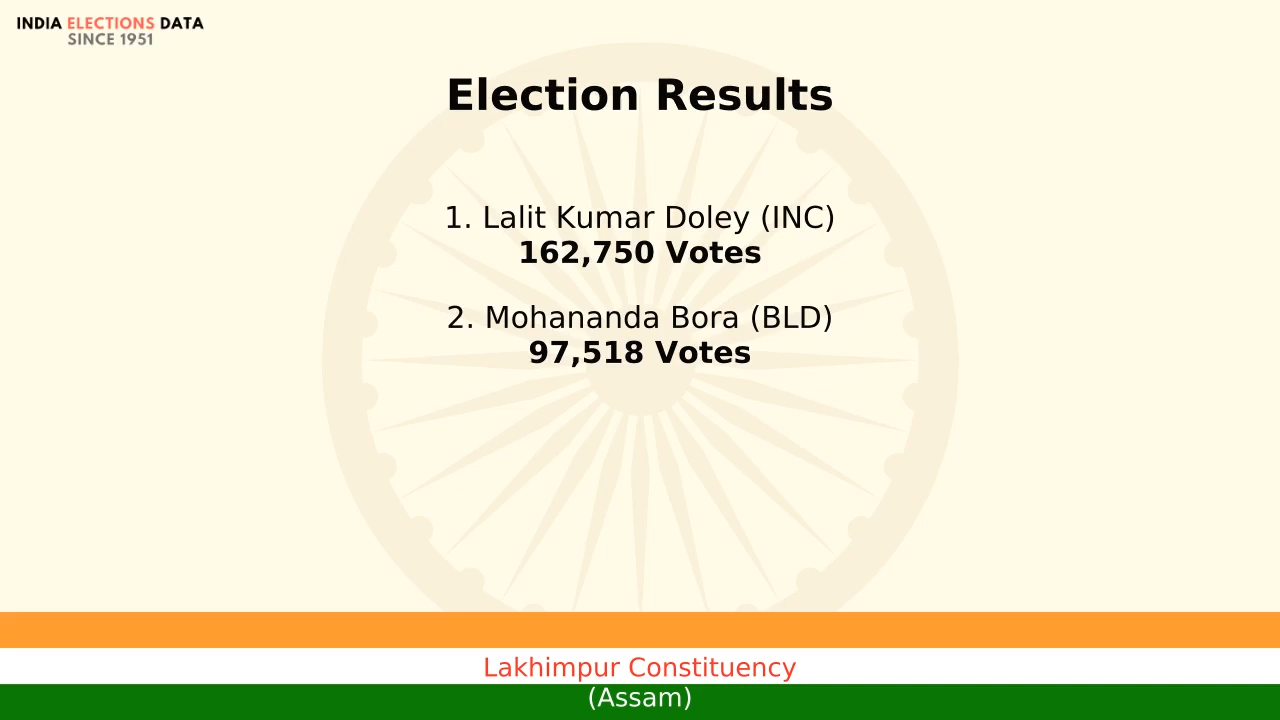 INDIA ELECTIONS DATA
SINCE 1951
Election Results
1. Lalit Kumar Doley (INC)
162,750 Votes
2. Mohananda Bora (BLD)
97,518 Votes
Lakhimpur Constituency
(Assam)